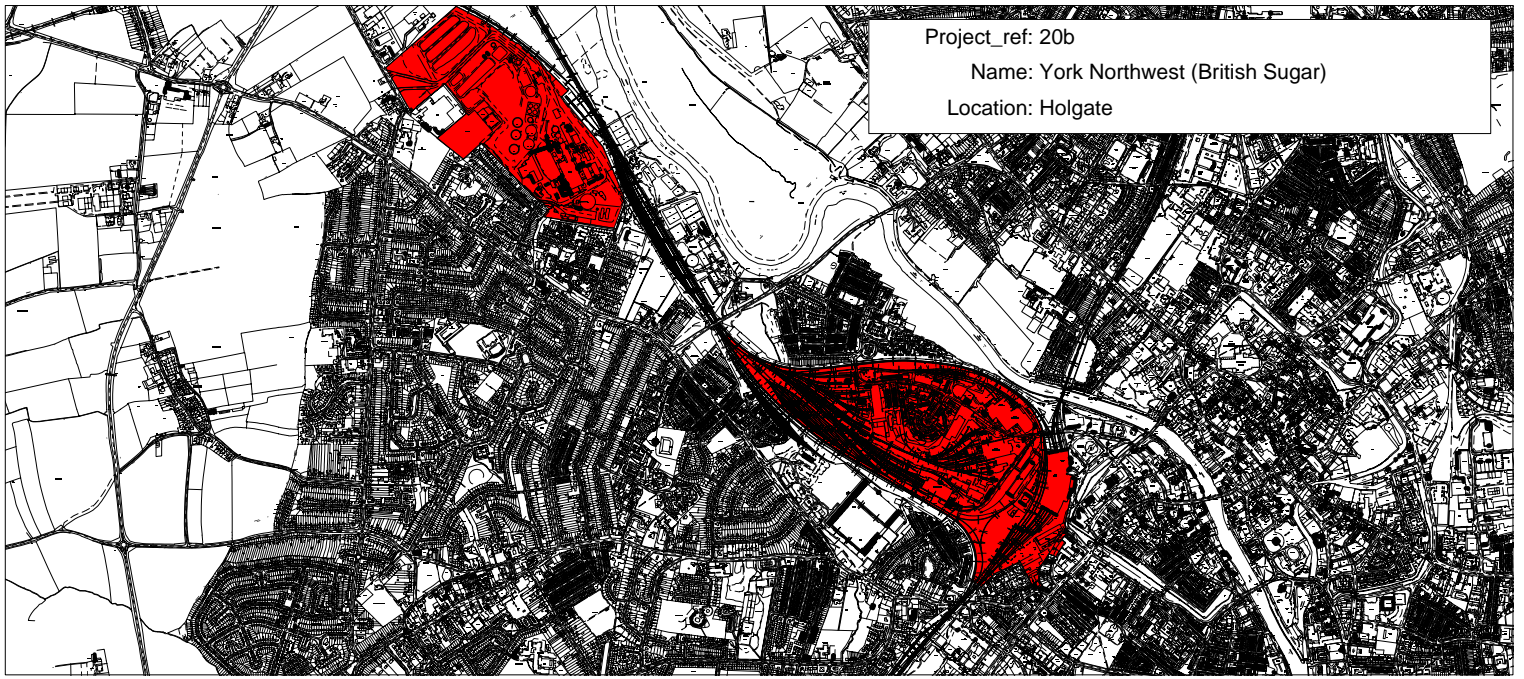 Project_ref: 20b
Name: York Northwest (British Sugar)
Location: Holgate